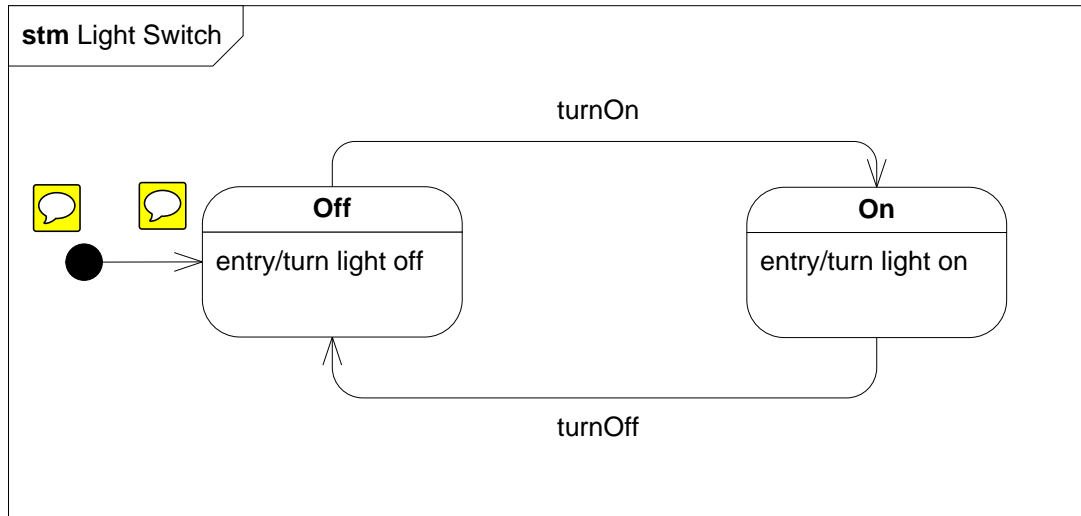 stm Light Switch
turnOn
Off
On
entry/turn light off
entry/turn light on
turnOff